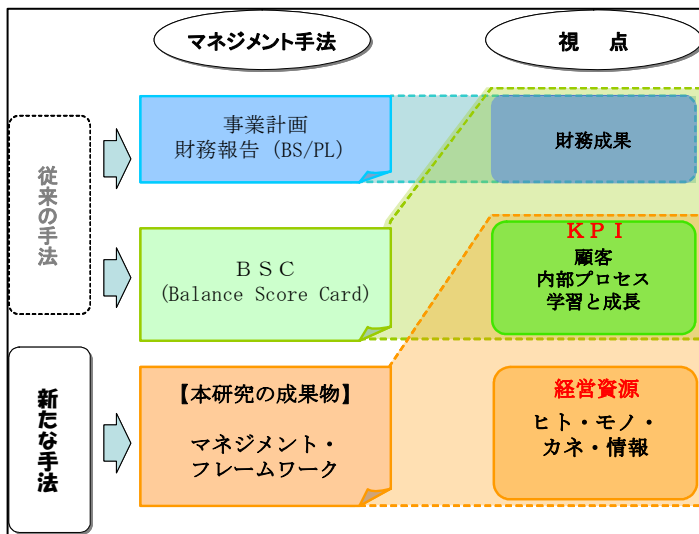 マネジメント手法
視 点
従来の手法
事業計画
財務報告 (BS/PL)
財務成果
ＢＳＣ
(Balance Score Card)
ＫＰＩ
顧客
内部プロセス
学習と成長
新たな手法
【本研究の成果物】
マネジメント・
フレームワーク
経営資源
ヒト・モノ・
カネ・情報